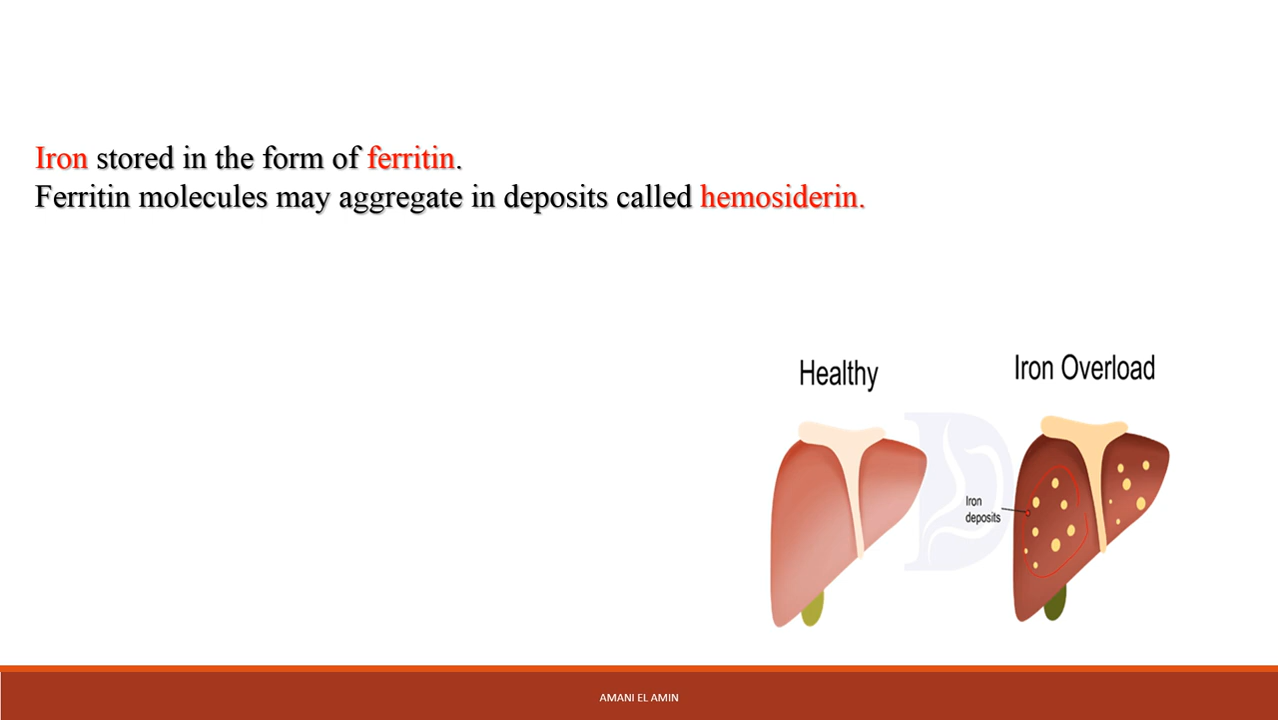 Iron stored in the form of ferritin.
Ferritin molecules may aggregate in deposits called hemosiderin.
Healthy
Iron Overload
Iron
deposits
AMANI EL AMIN